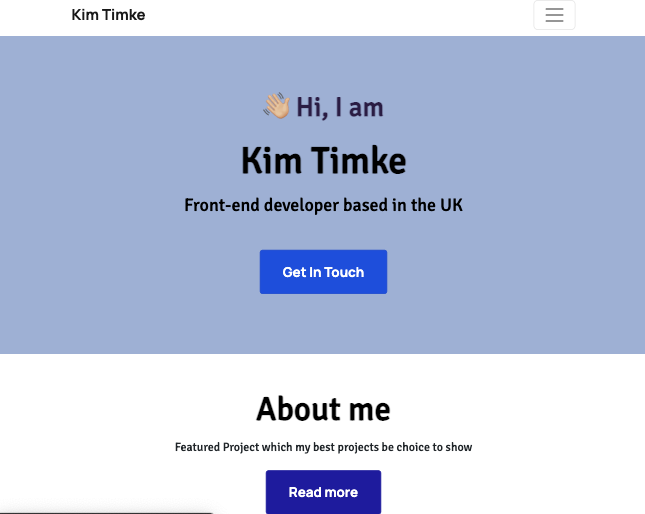 Kim Timke
👋🏼 Hi, I am
Kim Timke
Front-end developer based in the UK
Get In Touch
About me
Featured Project which my best projects be choice to show
Read more